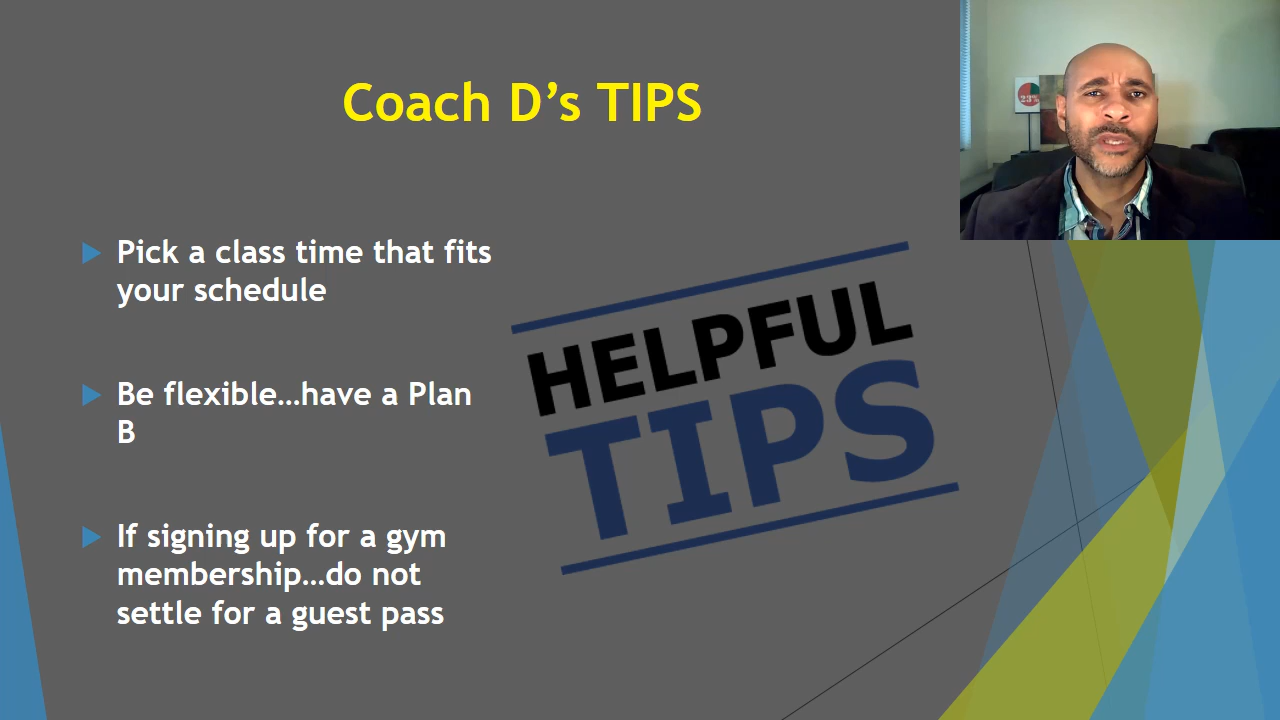 Coach D’s TIPS
23%
Pick a class time that fits
your schedule
Be flexible…have a Plan
B
If signing up for a gym
membership…do not
settle for a guest pass
HELPFUL
TIPS